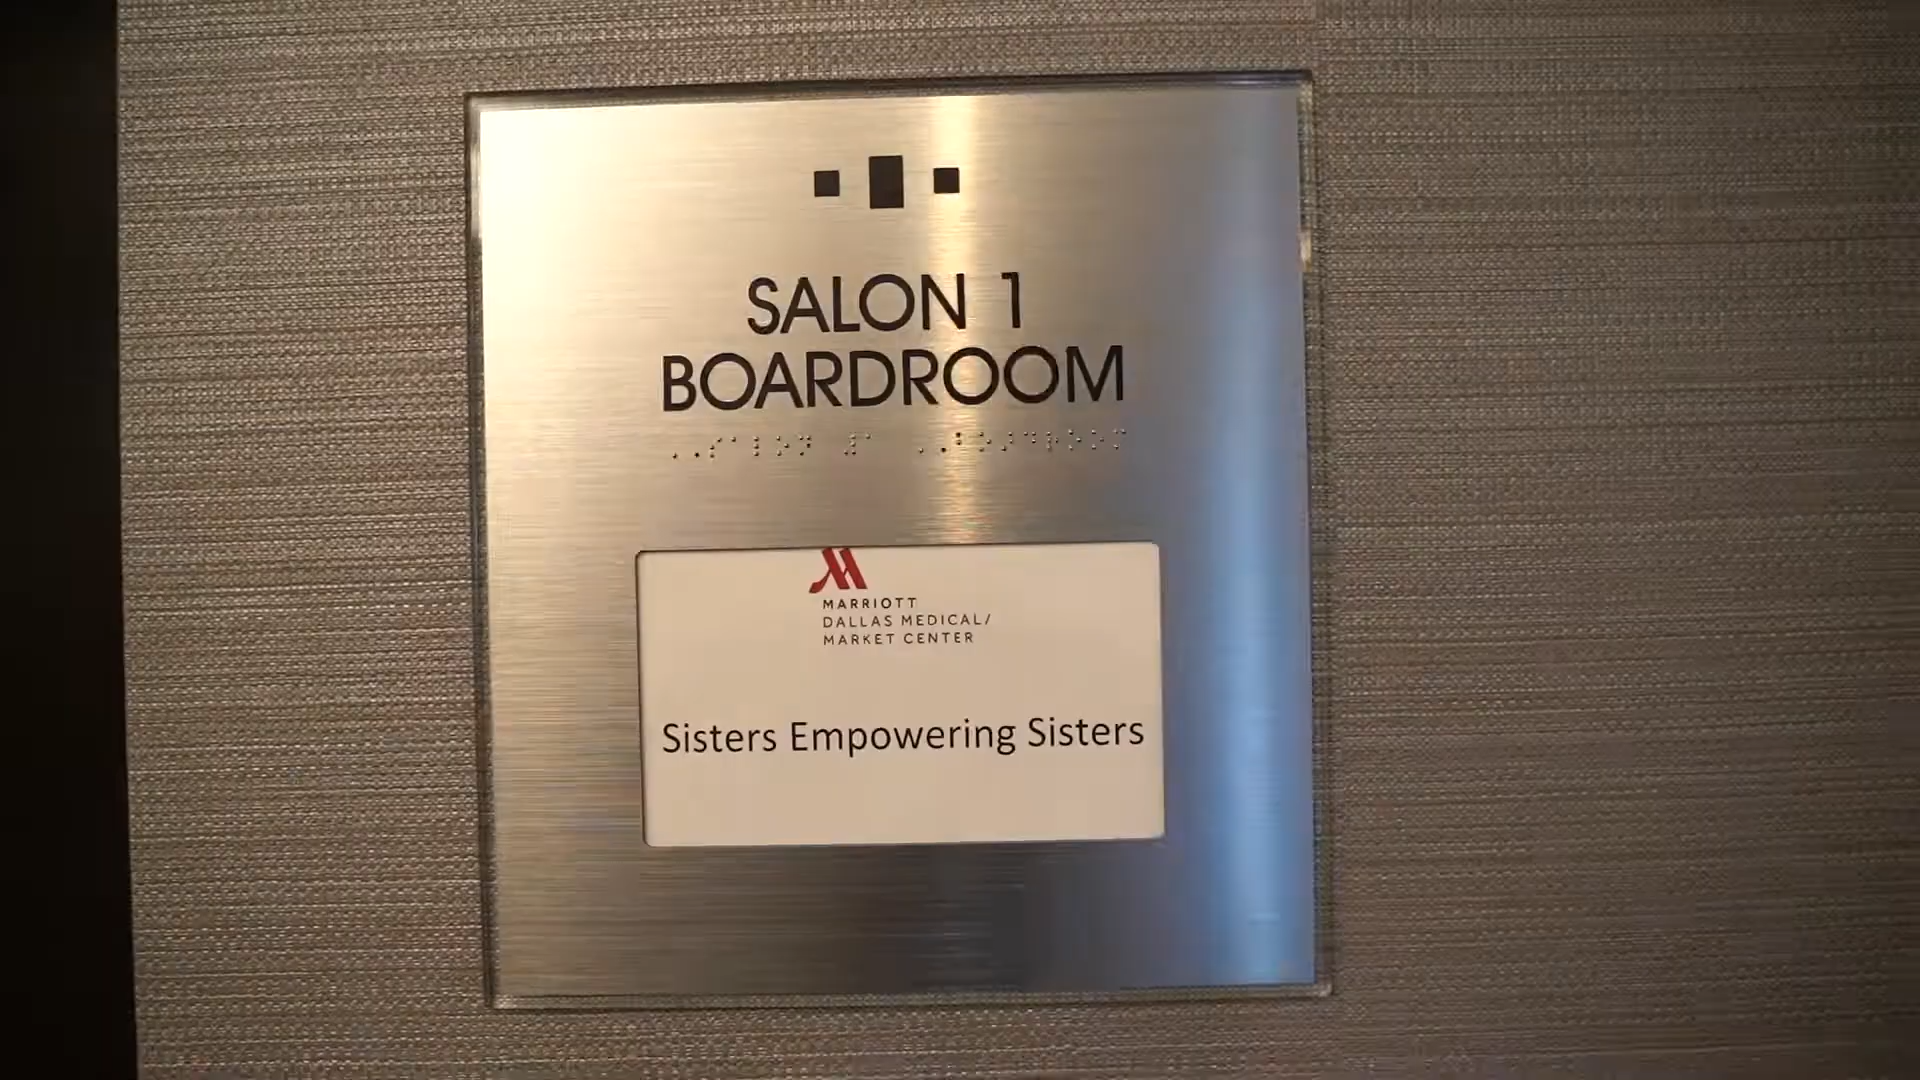 SALON 1
BOARDROOM
MARRIOTT
DALLAS MEDICAL/
MARKET CENTER
Sisters Empowering Sisters